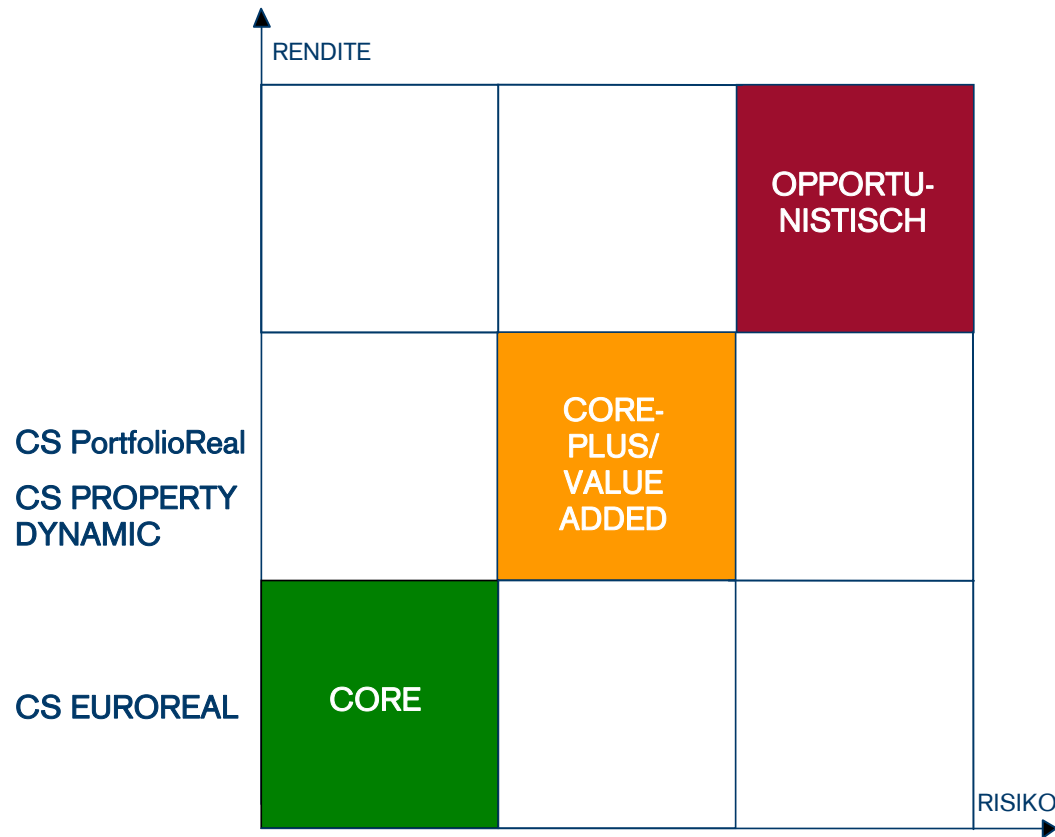 RENDITE
OPPORTU-
NISTISCH
CS PortfolioReal
CS PROPERTY
DYNAMIC
CORE-
PLUS/
VALUE
ADDED
CS EUROREAL
CORE
RISIKO